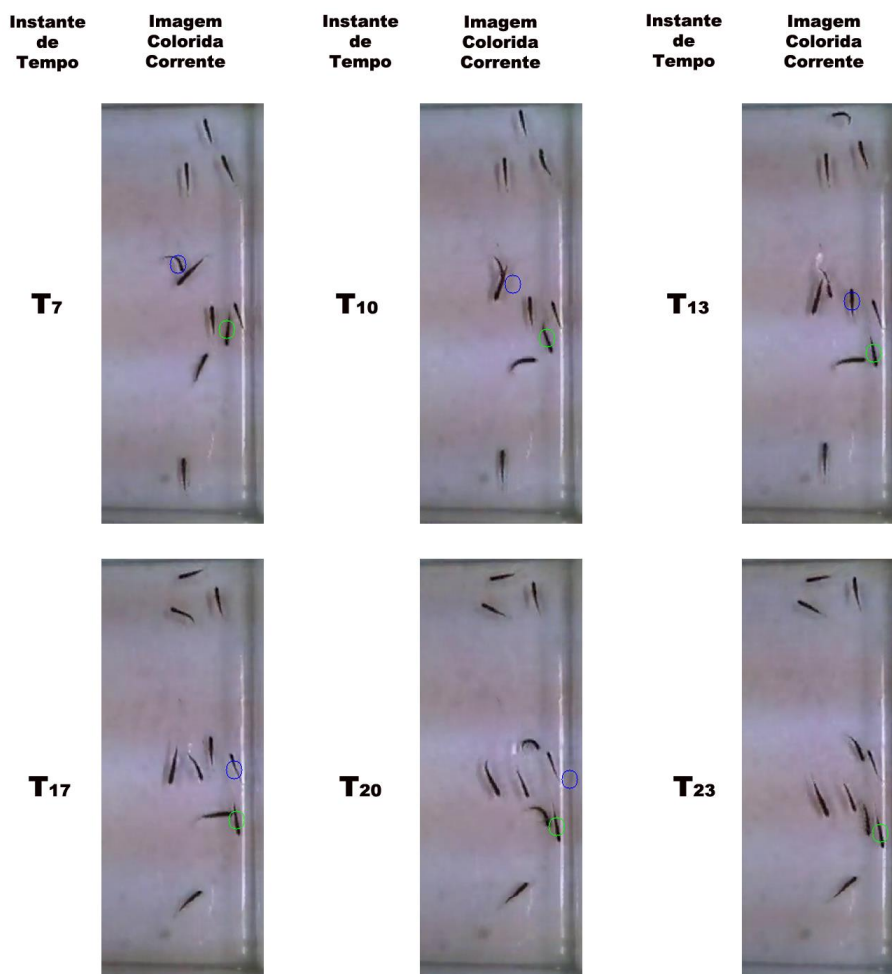 Instante
de
Tempo
Imagem
Colorida
Corrente
Instante
de
Tempo
Imagem
Colorida
Corrente
Instante
de
Tempo
Imagem
Colorida
Corrente
T7
T10
T13
T17
T20
T23